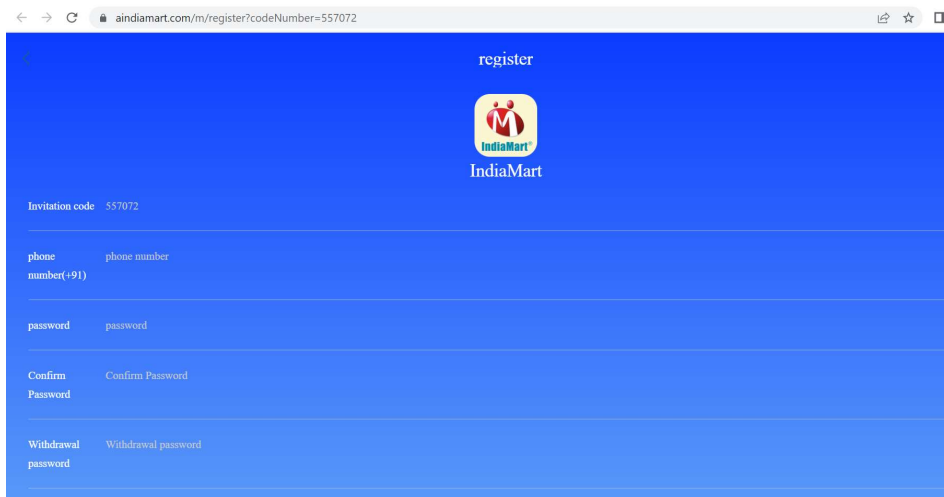 aindiamart.com/m/register?codeNumber=557072
register
M
IndiaMart®
IndiaMart
Invitation code 557072
phone number(+91) phone number
password password
Confirm Password Confirm Password
Withdrawal password Withdrawal password